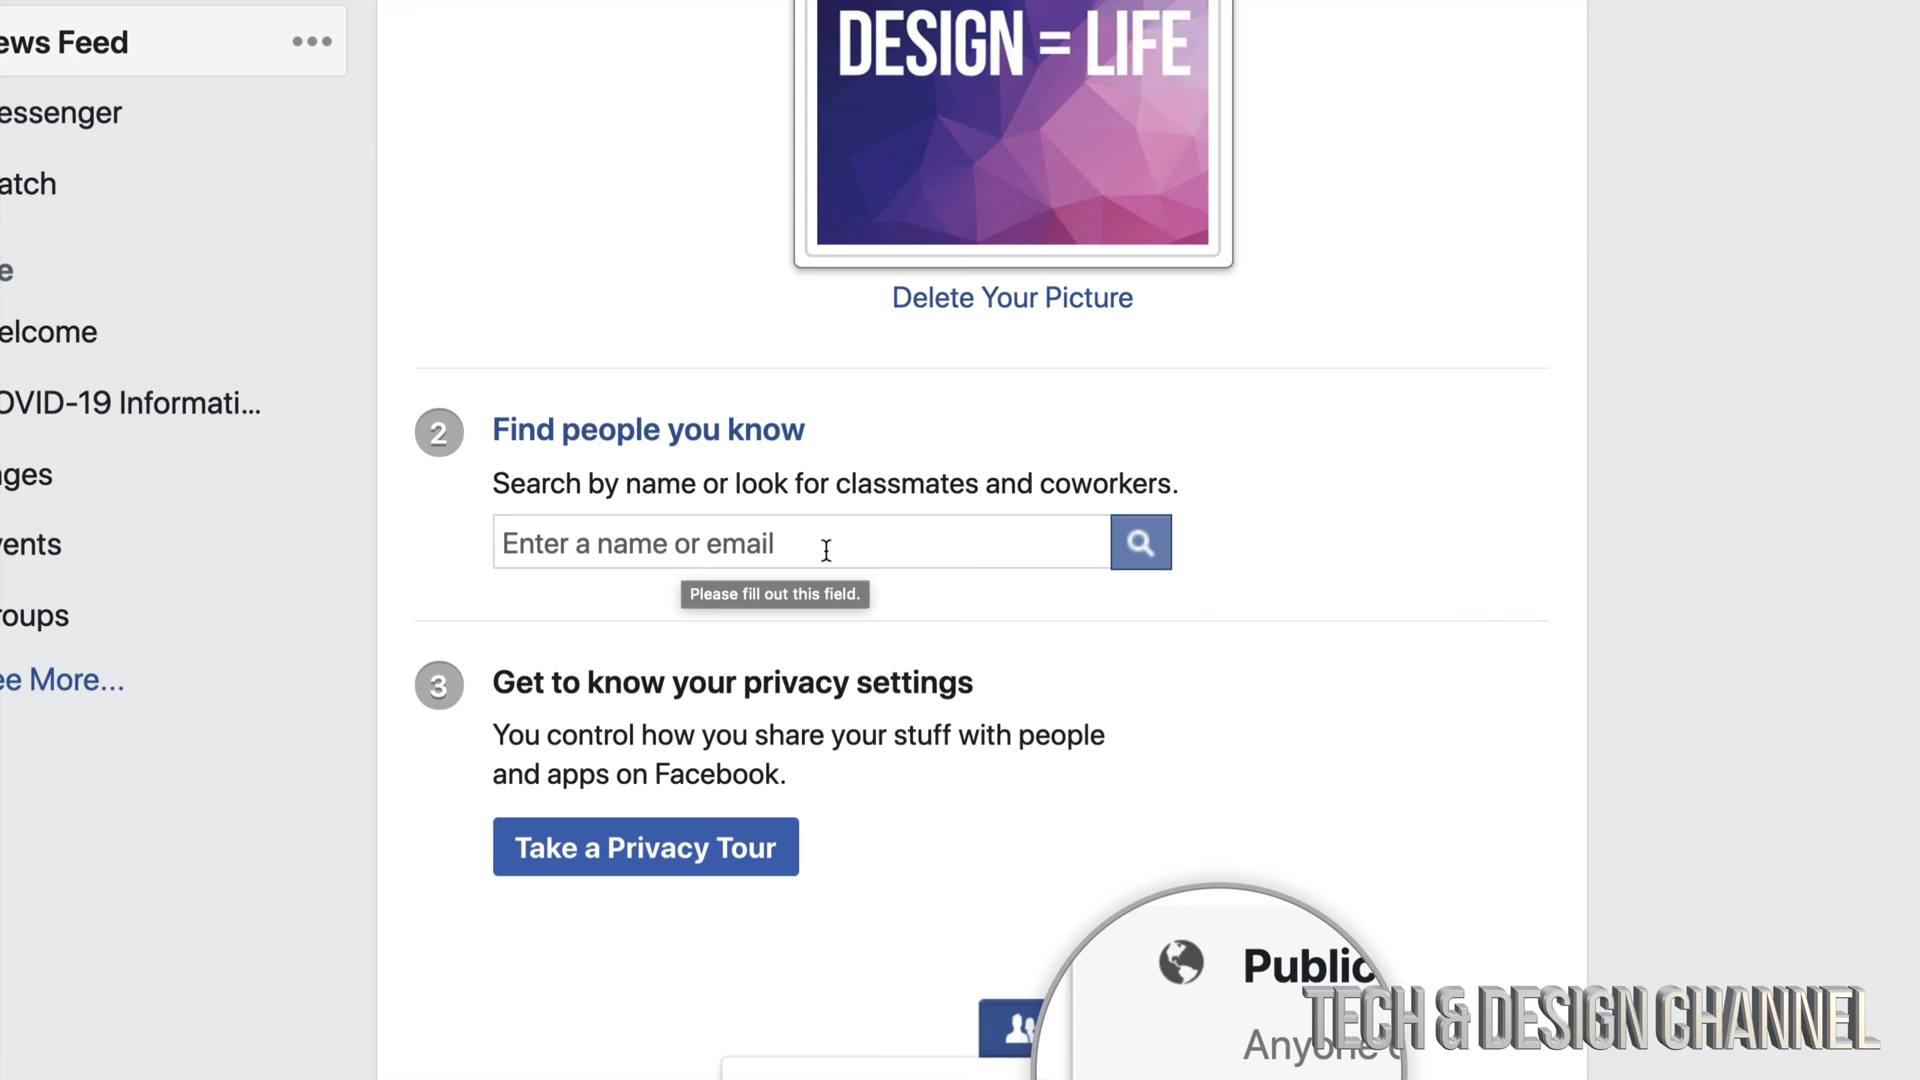 DESIGN = LIFE
ews Feed
essenger
atch
e
elcome
OVID-19 Informati...
ges
ents
oups
ee More...
Delete Your Picture
2
Find people you know
Search by name or look for classmates and coworkers.
Enter a name or email
Please fill out this field.
3
Get to know your privacy settings
You control how you share your stuff with people
and apps on Facebook.
Take a Privacy Tour
Public
Anyone
TECH & DESIGN CHANNEL